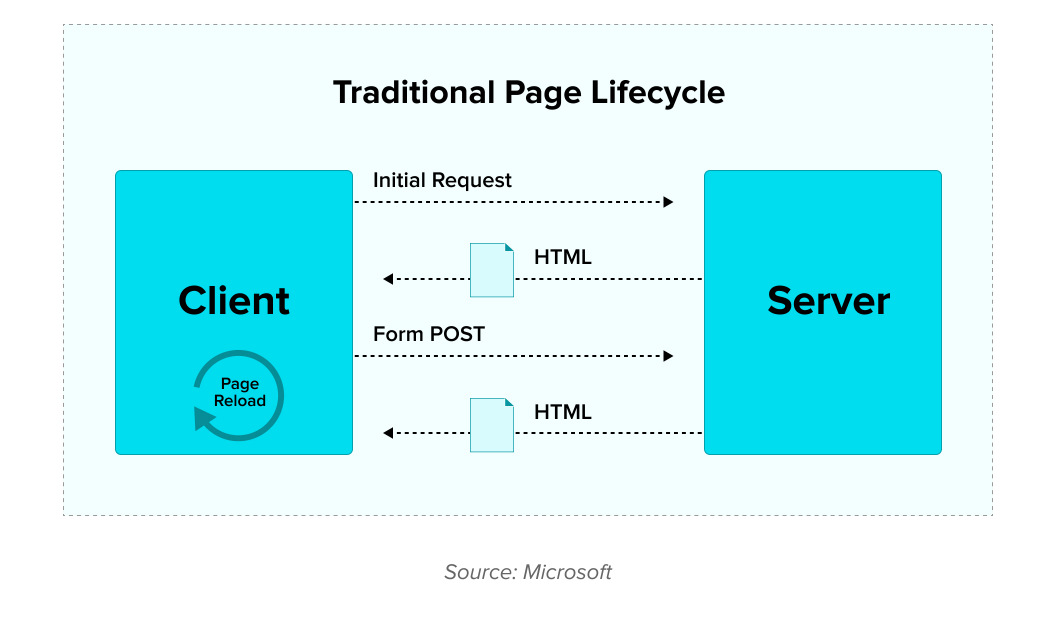 Traditional Page Lifecycle
Initial Request
HTML
Client
Server
Form POST
Page
Reload
HTML
Source: Microsoft